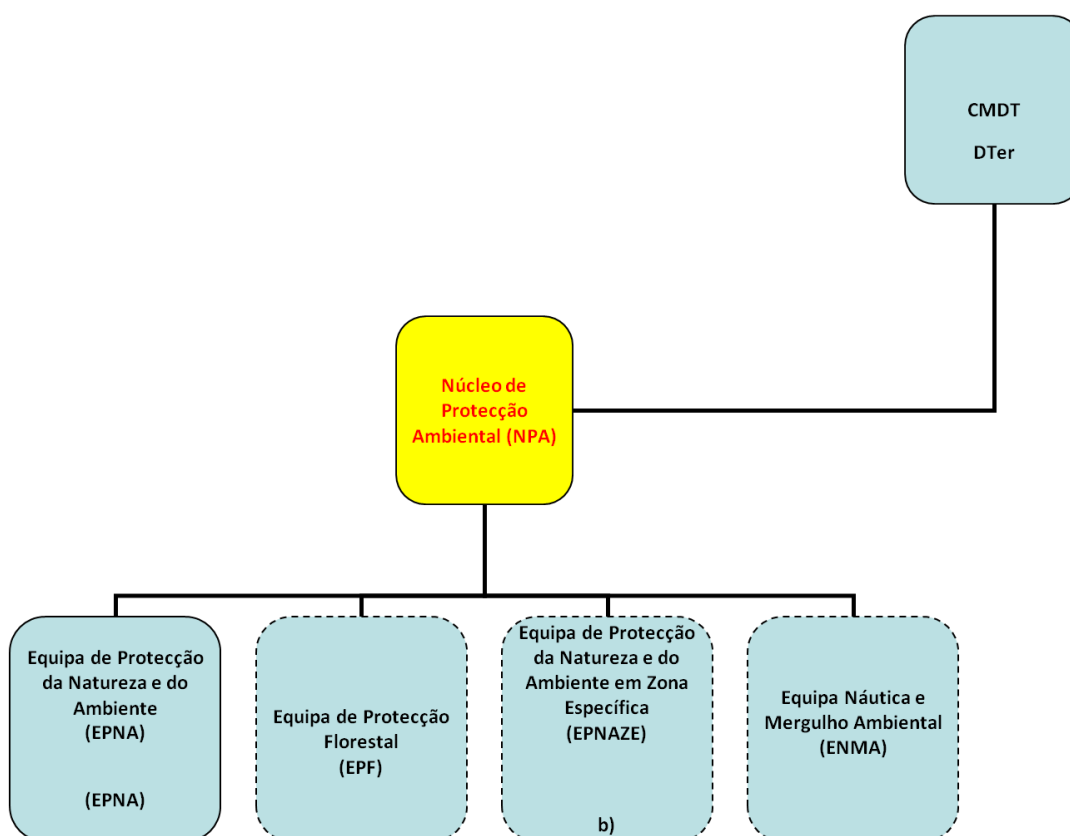 CMDT
DTer
Núcleo de
Protecção
Ambiental (NPA)
Equipa de Protecção
da Natureza e do
Ambiente
(EPNA)
(EPNA)
Equipa de Protecção
Florestal
(EPF)
Equipa de Protecção
da Natureza e do
Ambiente em Zona
Específica
(EPNAZE)
b)
Equipa Náutica e
Mergulho Ambiental
(ENMA)